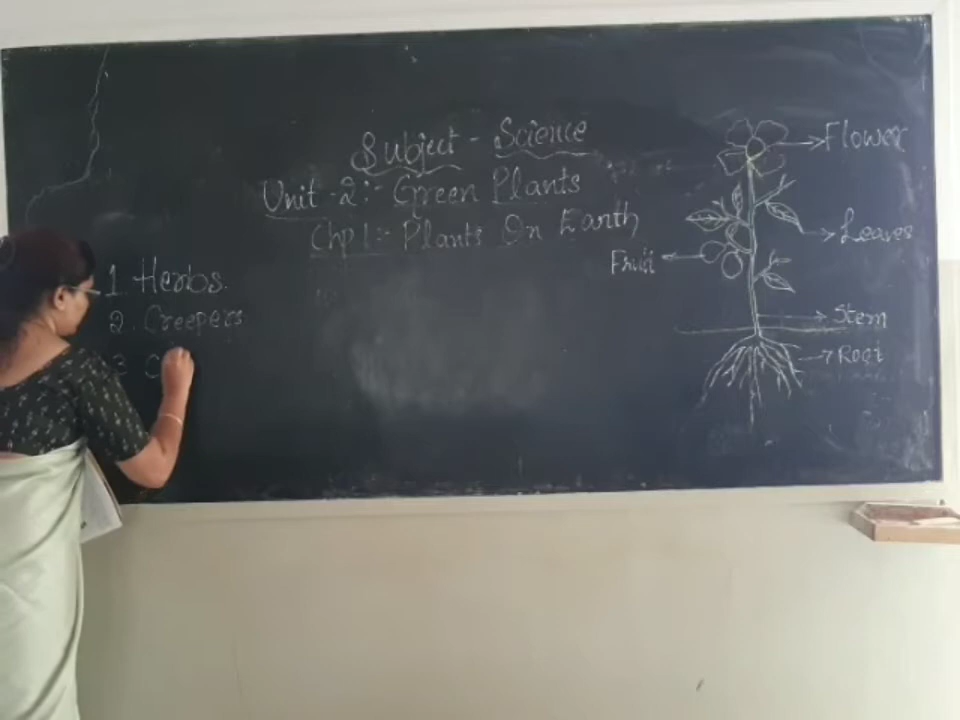 Subject - Science
Unit - 2:- Green Plants
Chp 1:- Plants On Earth
1. Herbs.
2. Creepers
3 C
Flower
Leaves
Fruit
Stem
Root